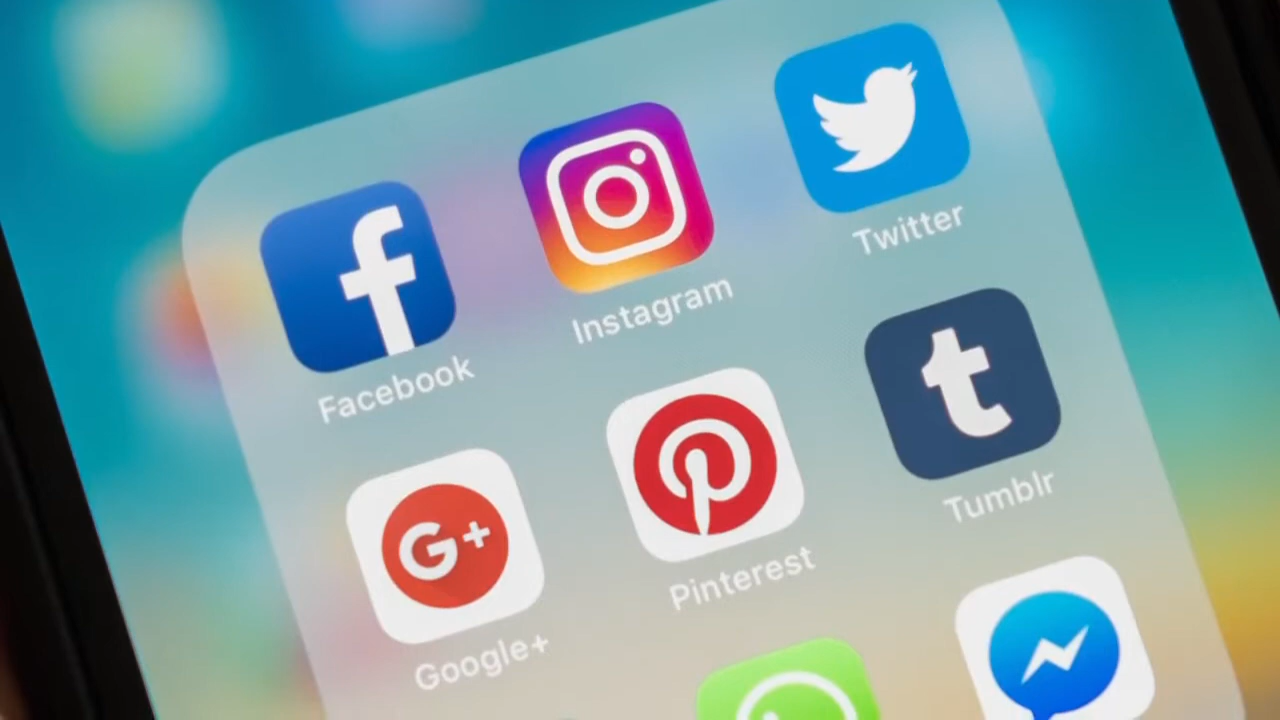 Facebook
Instagram
Twitter
G+
Google+
Pinterest
Tumblr